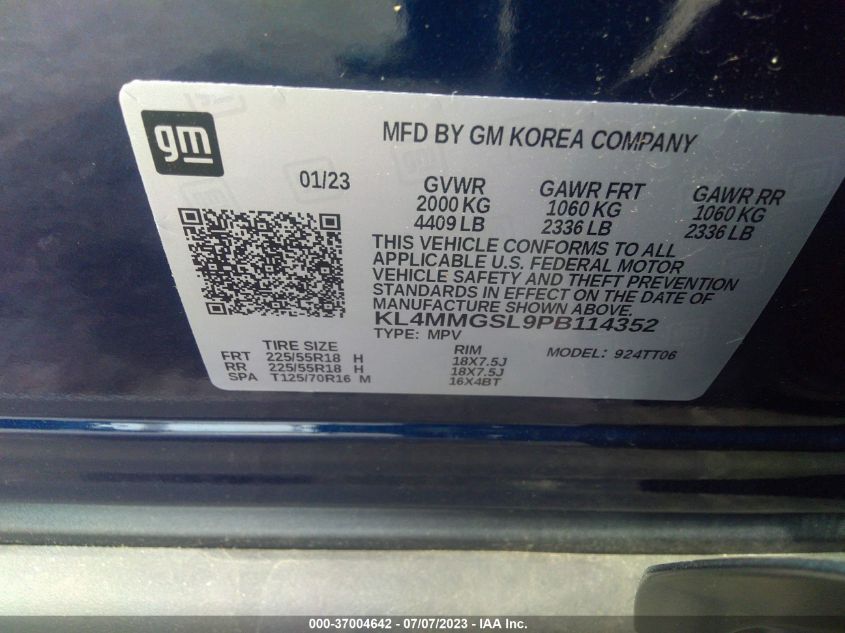 gm
MFD BY GM KOREA COMPANY
01/23
GVWR
2000 KG
4409 LB
GAWR FRT
1060 KG
2336 LB
GAWR RR
1060 KG
2336 LB
THIS VEHICLE CONFORMS TO ALL
APPLICABLE U.S. FEDERAL MOTOR
VEHICLE SAFETY AND THEFT PREVENTION
STANDARDS IN EFFECT ON THE DATE OF
MANUFACTURE SHOWN ABOVE.
KL4MMGSL9PB114352
TYPE: MPV
MODEL: 924TT06
TIRE SIZE RIM
FRT 225/55R18 H 18X7.5J
RR 225/55R18 H 18X7.5J
SPA T125/70R16 M 16X4BT
000-37004642 - 07/07/2023 - IAA Inc.